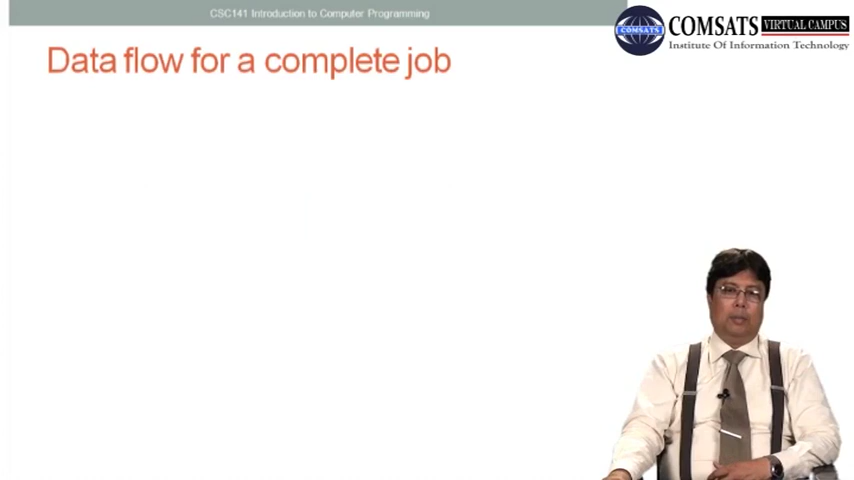 CSC141 Introduction to Computer Programming
Data flow for a complete job
COMSATS
COMSATS VIRTUAL CAMPUS
Institute Of Information Technology